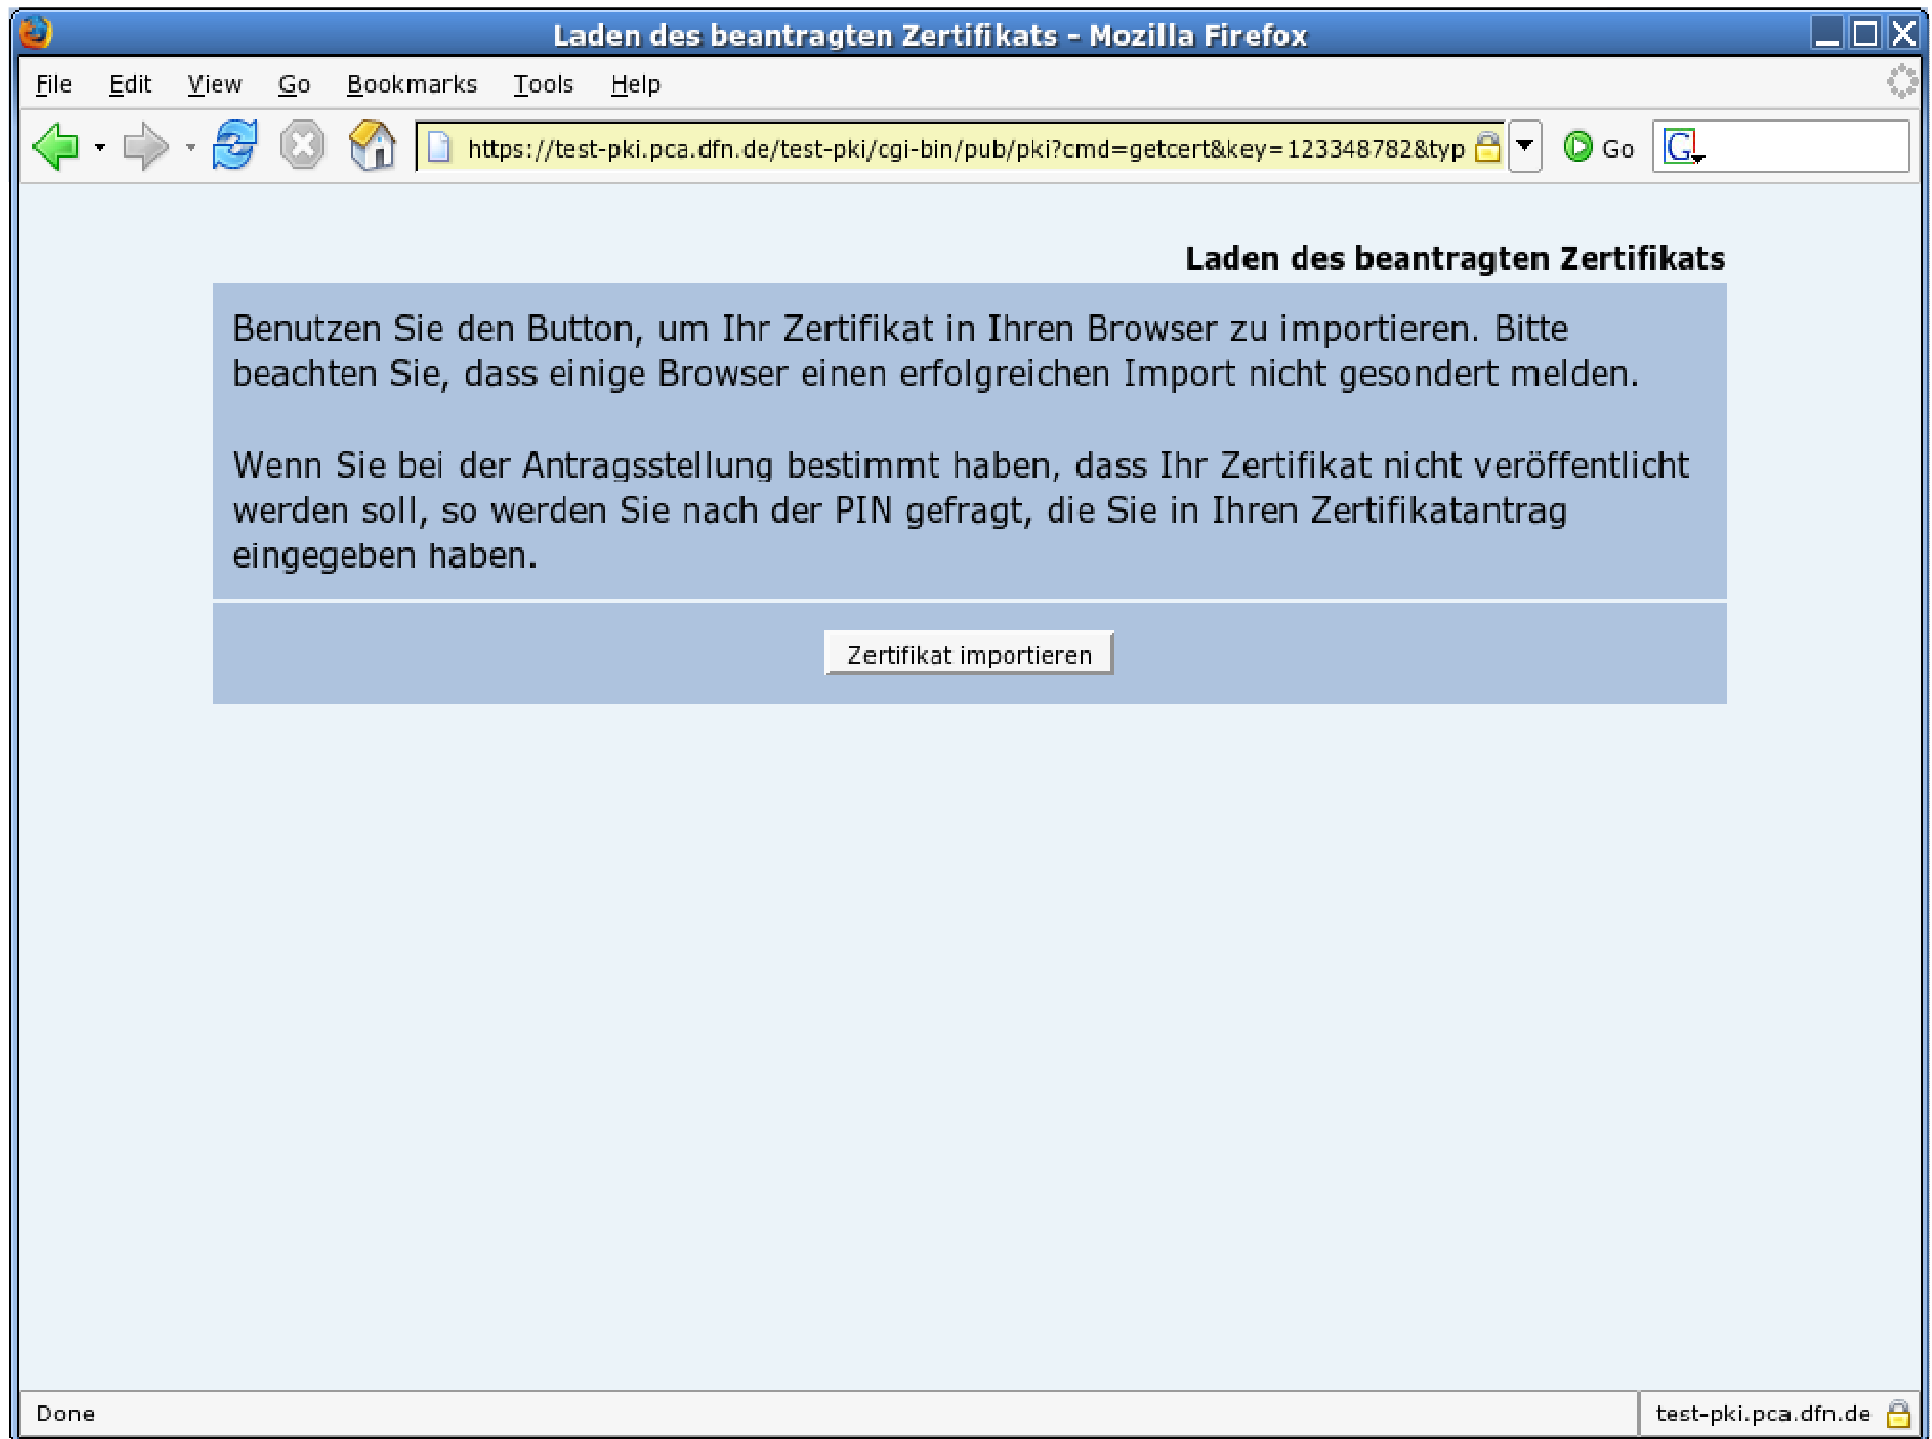 Laden des beantragten Zertifikats – Mozilla Firefox
File Edit View Go Bookmarks Tools Help
https://test-pki.pca.dfn.de/test-pki/cgi-bin/pub/pki?cmd=getcert&key=123348782&typ Go G
Laden des beantragten Zertifikats
Benutzen Sie den Button, um Ihr Zertifikat in Ihren Browser zu importieren. Bitte
beachten Sie, dass einige Browser einen erfolgreichen Import nicht gesondert melden.
Wenn Sie bei der Antragsstellung bestimmt haben, dass Ihr Zertifikat nicht veröffentlicht
werden soll, so werden Sie nach der PIN gefragt, die Sie in Ihren Zertifikatantrag
eingegeben haben.
Zertifikat importieren
Done test-pki.pca.dfn.de